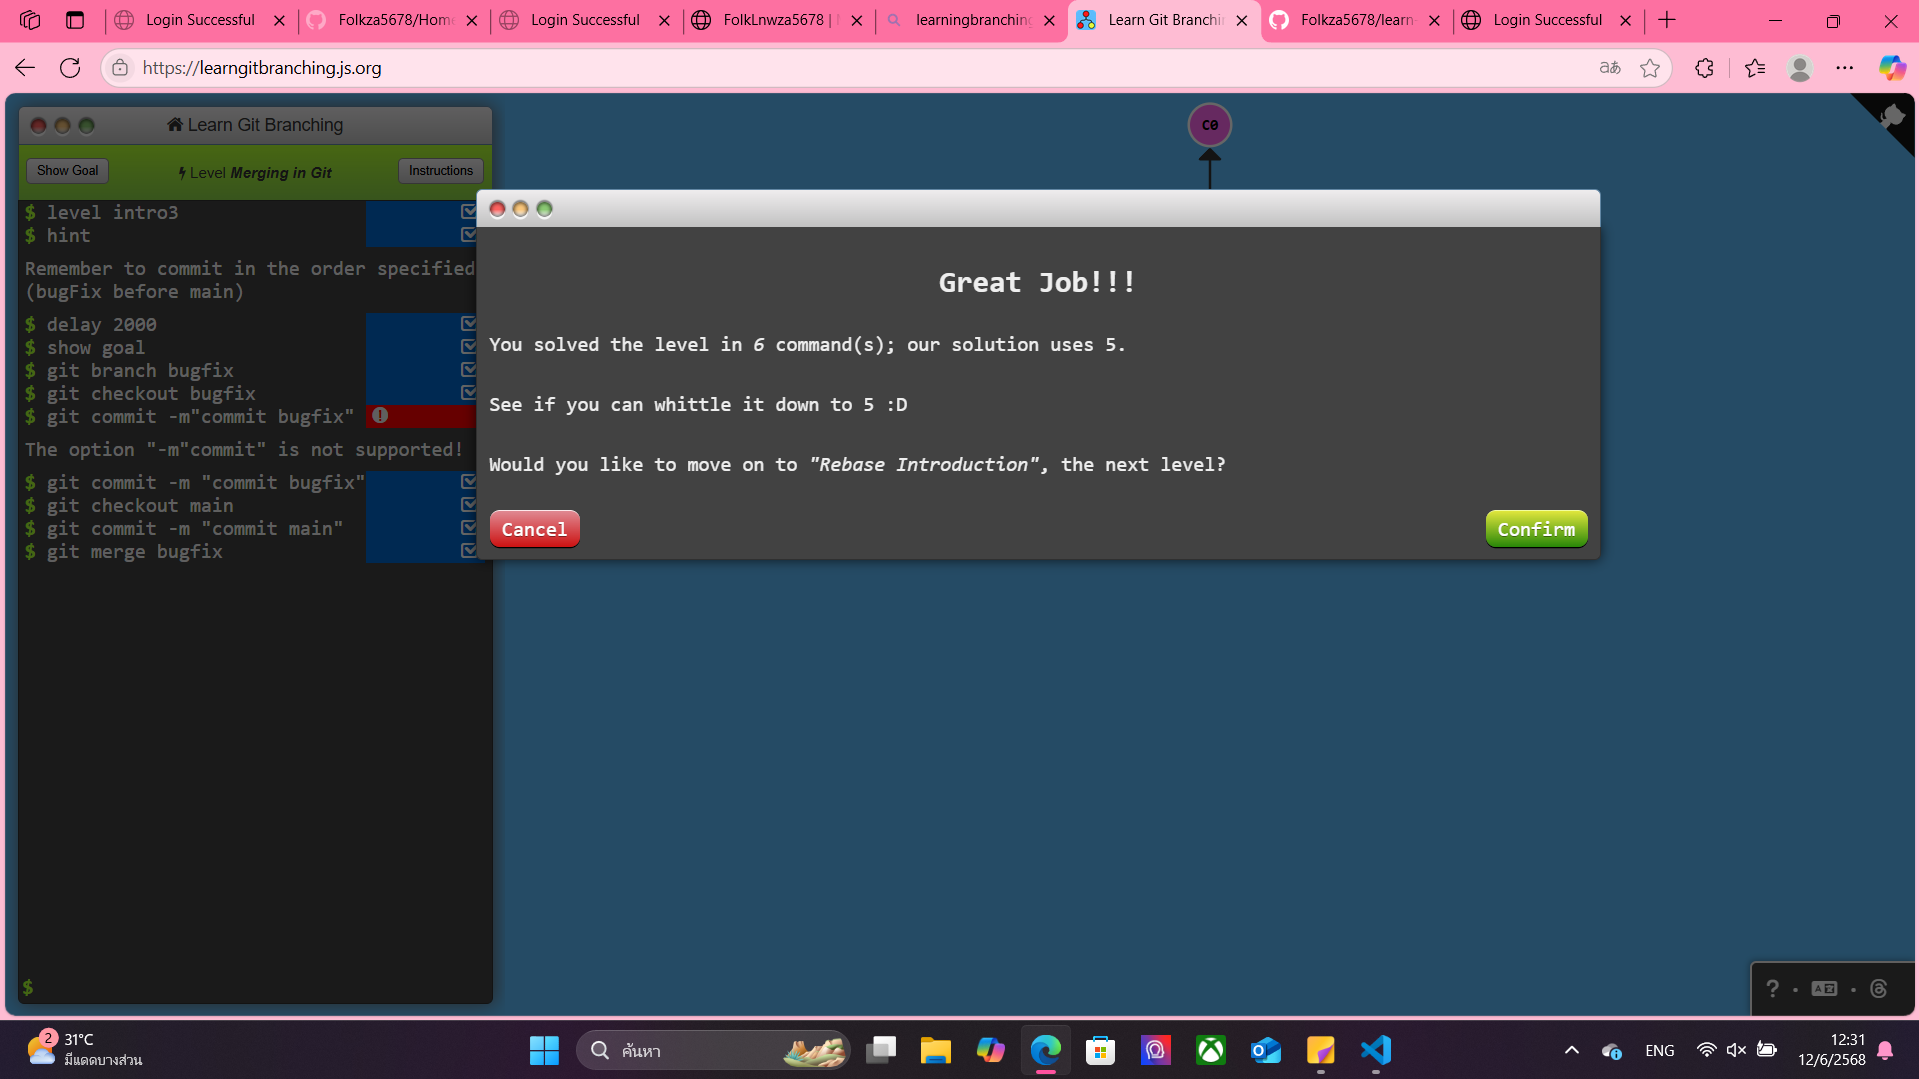 Login Successful
Folkza5678/Home
Login Successful
FolkLnwza5678 |
learningbranching
Learn Git Branchin
Folkza5678/learn-
Login Successful
https://learngitbranching.js.org
Learn Git Branching
Show Goal
Level Merging in Git
Instructions
$ level intro3
$ hint
Remember to commit in the order specified
(bugFix before main)
$ delay 2000
$ show goal
$ git branch bugfix
$ git checkout bugfix
$ git commit -m"commit bugfix"
The option "-m"commit" is not supported!
$ git commit -m "commit bugfix"
$ git checkout main
$ git commit -m "commit main"
$ git merge bugfix
$
C0
Great Job!!!
You solved the level in 6 command(s); our solution uses 5.
See if you can whittle it down to 5 :D
Would you like to move on to "Rebase Introduction", the next level?
Cancel
Confirm
2
31°C
มีแดดบางส่วน
ค้นหา
ENG
12:31
12/6/2568